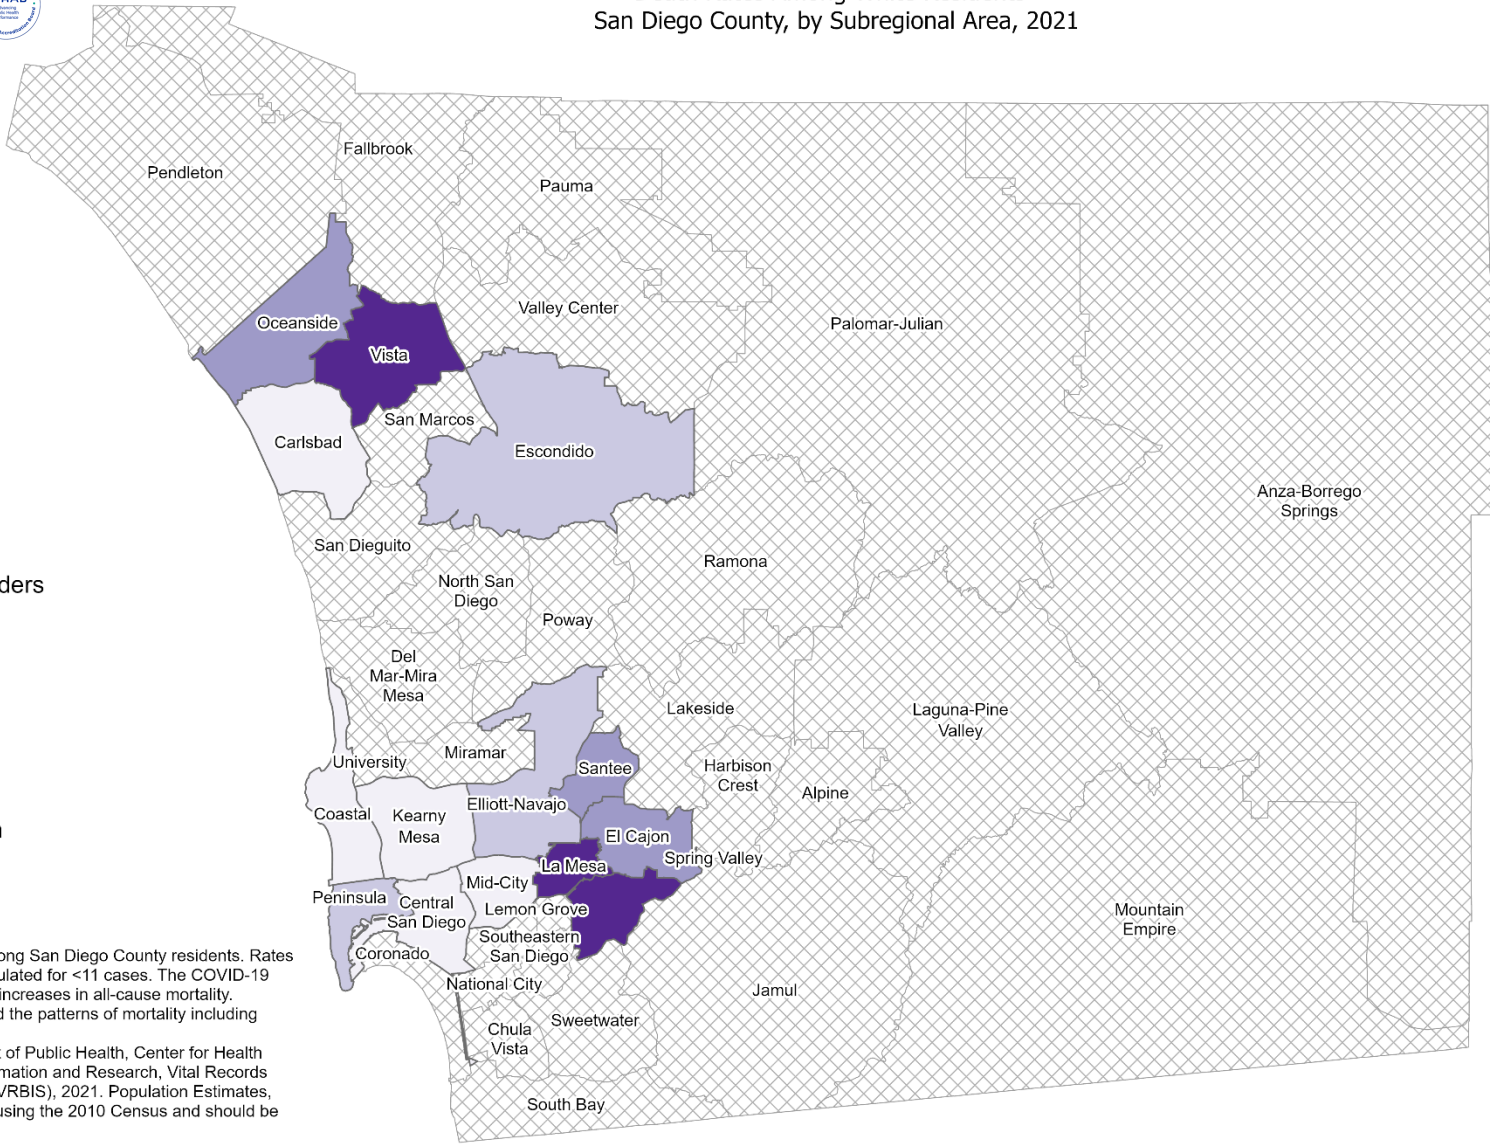 San Diego County, by Subregional Area, 2021
Fallbrook
Pendleton
Pauma
Valley Center
Oceanside
Palomar-Julian
Vista
San Marcos
Carlsbad
Escondido
Anza-Borrego
Springs
San Dieguito
Ramona
North San
Diego
ders
Poway
Del
Mar-Mira
Mesa
Lakeside
Laguna-Pine
Valley
Miramar
University
Santee
Harbison
Crest
Alpine
Elliott-Navajo
Coastal
Kearny
Mesa
El Cajon
Spring Valley
La Mesa
Mid-City
Peninsula
Central
San Diego
Lemon Grove
Mountain
Empire
Southeastern
San Diego
Coronado
National City
Jamul
Sweetwater
Chula
Vista
South Bay
ong San Diego County residents. Rates
ulated for <11 cases. The COVID-19
increases in all-cause mortality.
d the patterns of mortality including
of Public Health, Center for Health
mation and Research, Vital Records
VRBIS), 2021. Population Estimates,
using the 2010 Census and should be